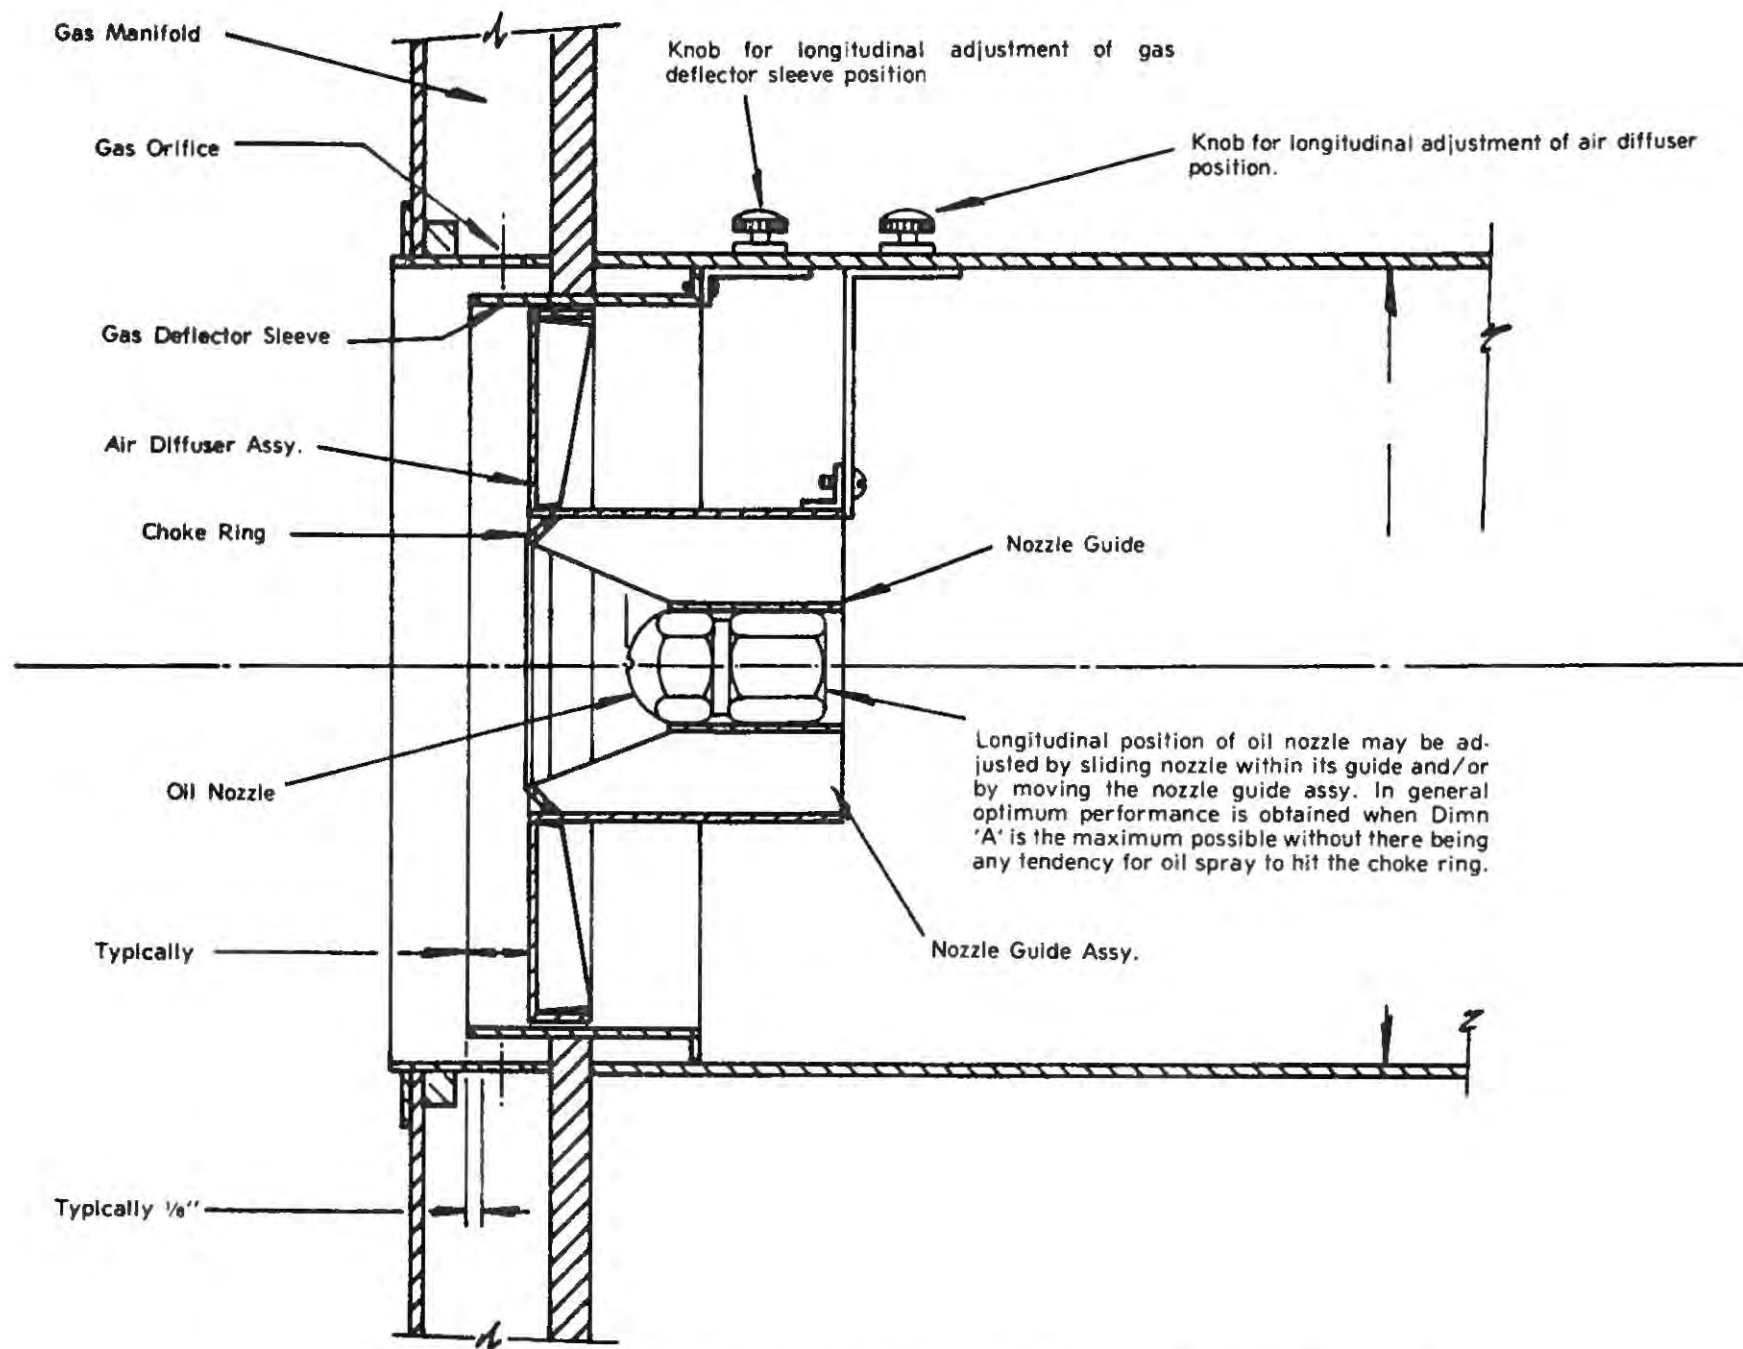 Gas Manifold
Knob for longitudinal adjustment of gas
deflector sleeve position
Gas Orifice
Knob for longitudinal adjustment of air diffuser
position.
Gas Deflector Sleeve
Air Diffuser Assy.
Choke Ring
Nozzle Guide
Oil Nozzle
Longitudinal position of oil nozzle may be ad-
justed by sliding nozzle within its guide and/or
by moving the nozzle guide assy. In general
optimum performance is obtained when Dimn
'A' is the maximum possible without there being
any tendency for oil spray to hit the choke ring.
Typically
Nozzle Guide Assy.
Typically ⅛"